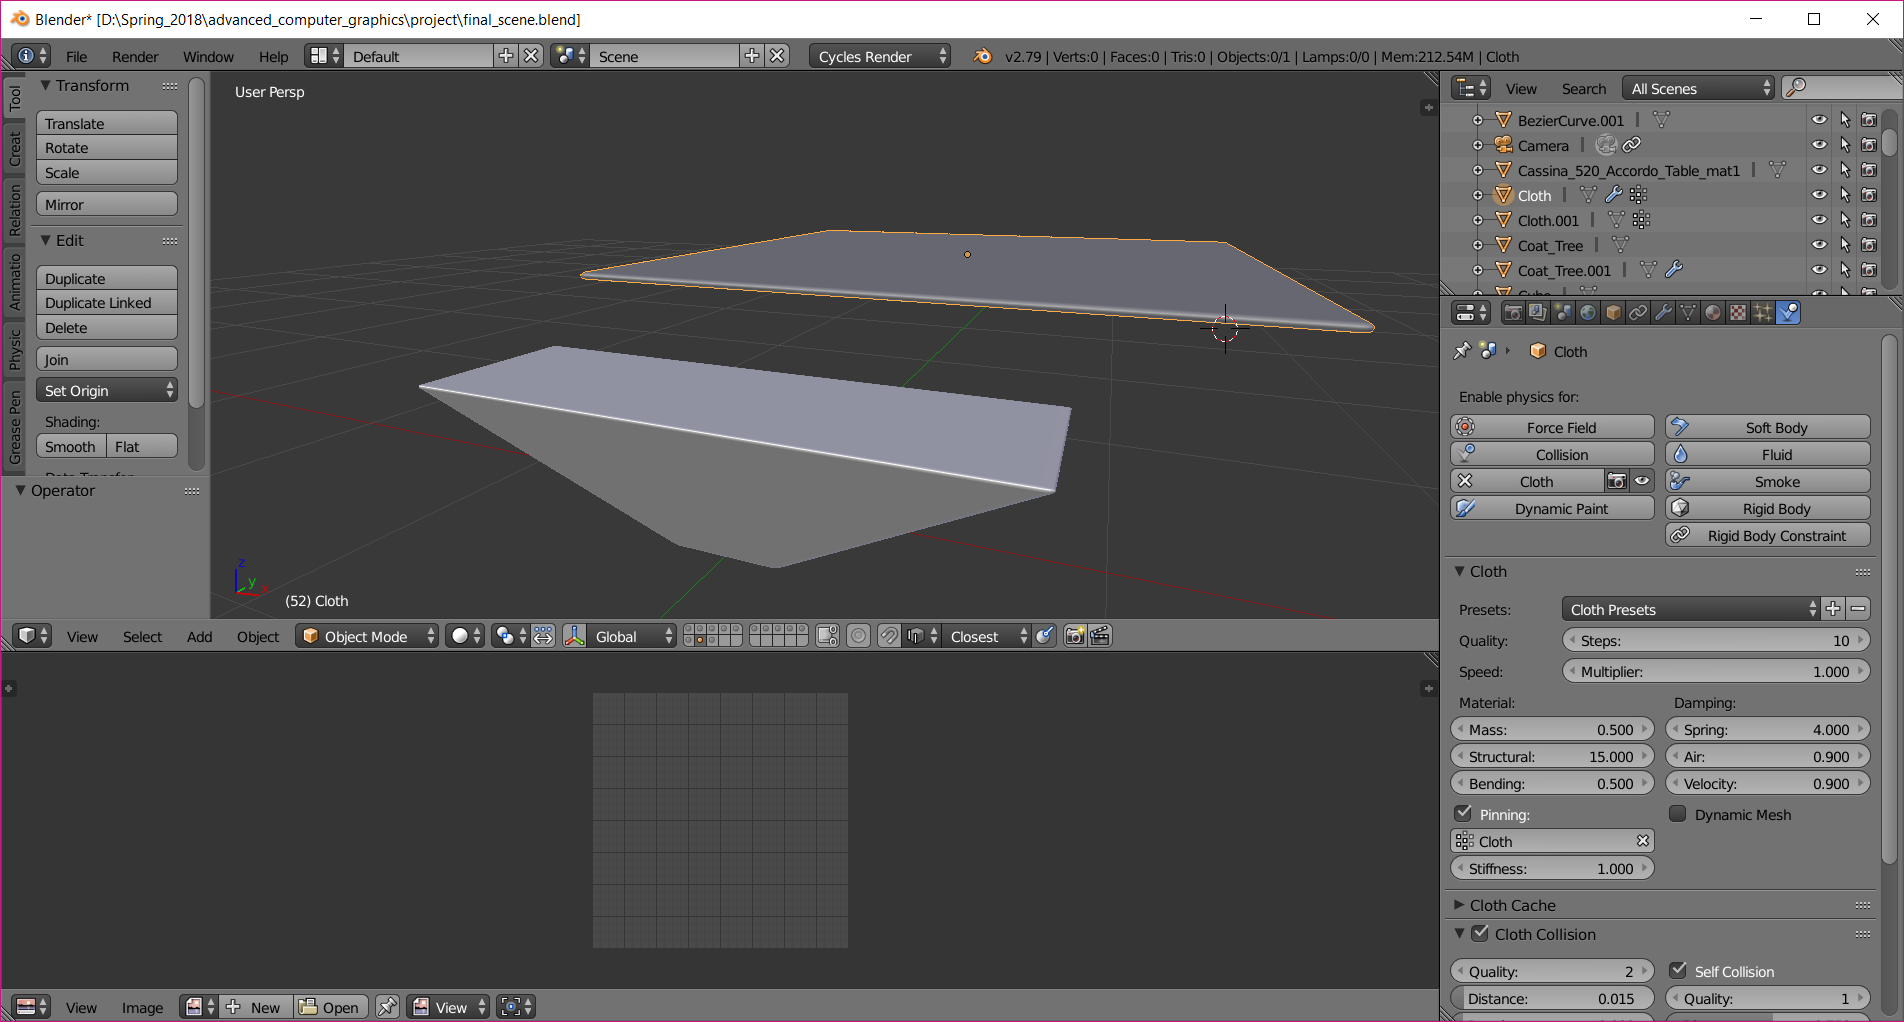 Blender* [D:\Spring_2018\advanced_computer_graphics\project\final_scene.blend]
File Render Window Help Default Scene Cycles Render v2.79 | Verts:0 | Faces:0 | Tris:0 | Objects:0/1 | Lamps:0/0 | Mem:212.54M | Cloth
Tool
Creat
Relation
Animatio
Physic
Grease Pen
Transform
Translate
Rotate
Scale
Mirror
Edit
Duplicate
Duplicate Linked
Delete
Join
Set Origin
Shading:
Smooth Flat
Data Transfer
Operator
User Persp
z
y
x
(52) Cloth
View Select Add Object Object Mode Global Closest
View Image New Open View
View Search All Scenes
BezierCurve.001
Camera
Cassina_520_Accordo_Table_mat1
Cloth
Cloth.001
Coat_Tree
Coat_Tree.001
Cube
Cloth
Enable physics for:
Force Field Soft Body
Collision Fluid
Cloth Smoke
Dynamic Paint Rigid Body
Rigid Body Constraint
Cloth
Presets: Cloth Presets
Quality: Steps: 10
Speed: Multiplier: 1.000
Material: Damping:
Mass: 0.500 Spring: 4.000
Structural: 15.000 Air: 0.900
Bending: 0.500 Velocity: 0.900
Pinning: Dynamic Mesh
Cloth
Stiffness: 1.000
Cloth Cache
Cloth Collision
Quality: 2 Self Collision
Distance: 0.015 Quality: 1